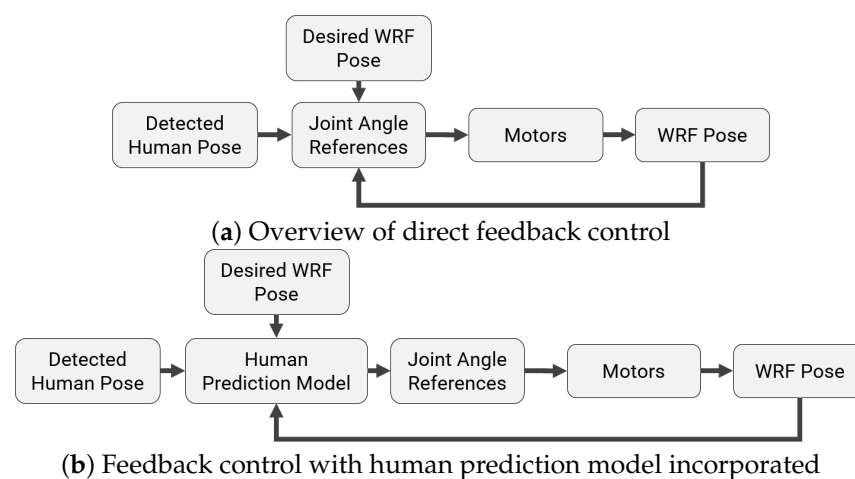 Desired WRF
Pose
Detected
Human Pose
Joint Angle
References
Motors
WRF Pose
(a) Overview of direct feedback control
Desired WRF
Pose
Detected
Human Pose
Human
Prediction Model
Joint Angle
References
Motors
WRF Pose
(b) Feedback control with human prediction model incorporated